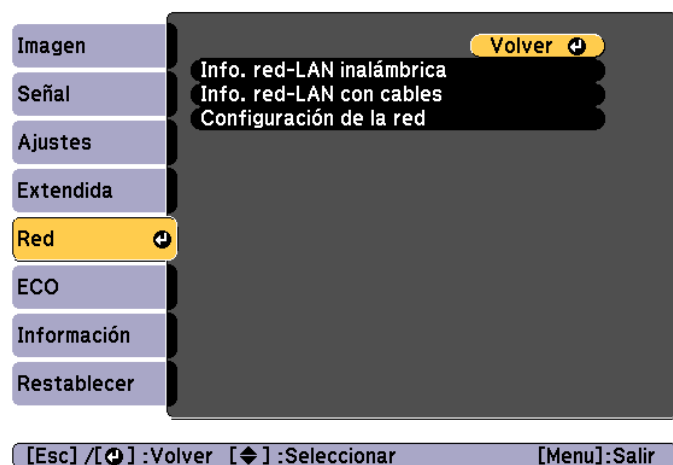 Imagen
Señal
Ajustes
Extendida
Red
ECO
Información
Restablecer
Volver
Info. red-LAN inalámbrica
Info. red-LAN con cables
Configuración de la red
[Esc] /[ ] :Volver [ ] :Seleccionar [Menu]:Salir